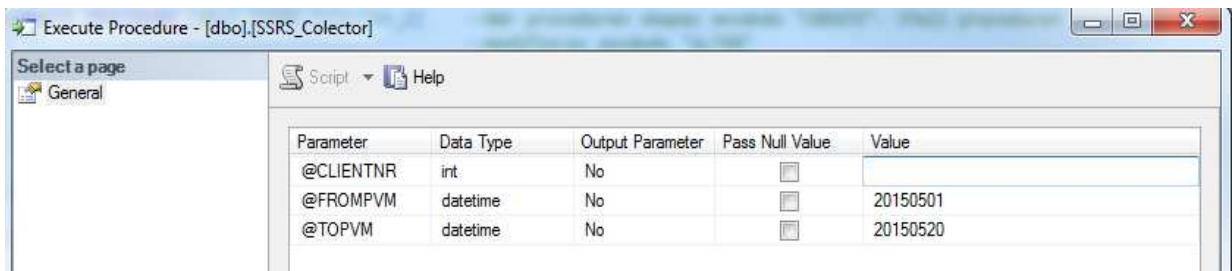 Execute Procedure - [dbo].[SSRS_Colector]
Select a page
General
Script Help
Parameter Data Type Output Parameter Pass Null Value Value
@CLIENTNR int No
@FROMPVM datetime No 20150501
@TOPVM datetime No 20150520